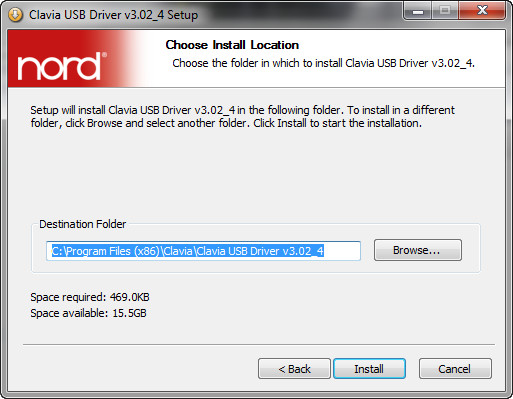 Clavia USB Driver v3.02_4 Setup
nord®
Choose Install Location
Choose the folder in which to install Clavia USB Driver v3.02_4.
Setup will install Clavia USB Driver v3.02_4 in the following folder. To install in a different
folder, click Browse and select another folder. Click Install to start the installation.
Destination Folder
C:\Program Files (x86)\Clavia\Clavia USB Driver v3.02_4
Browse...
Space required: 469.0KB
Space available: 15.5GB
< Back
Install
Cancel